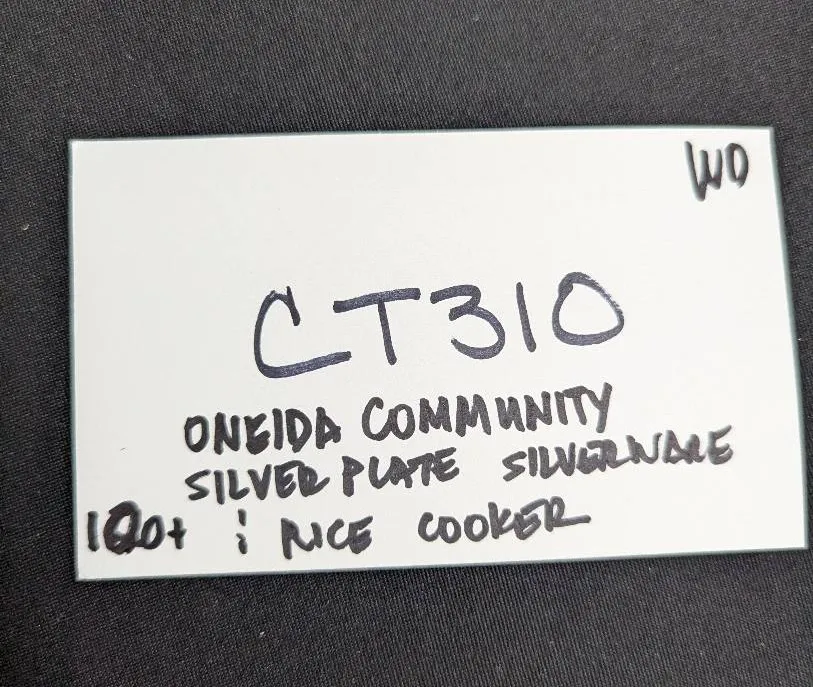 WD
CT310
ONEIDA COMMUNITY
SILVER PLATE SILVERWARE
100+ & RICE COOKER